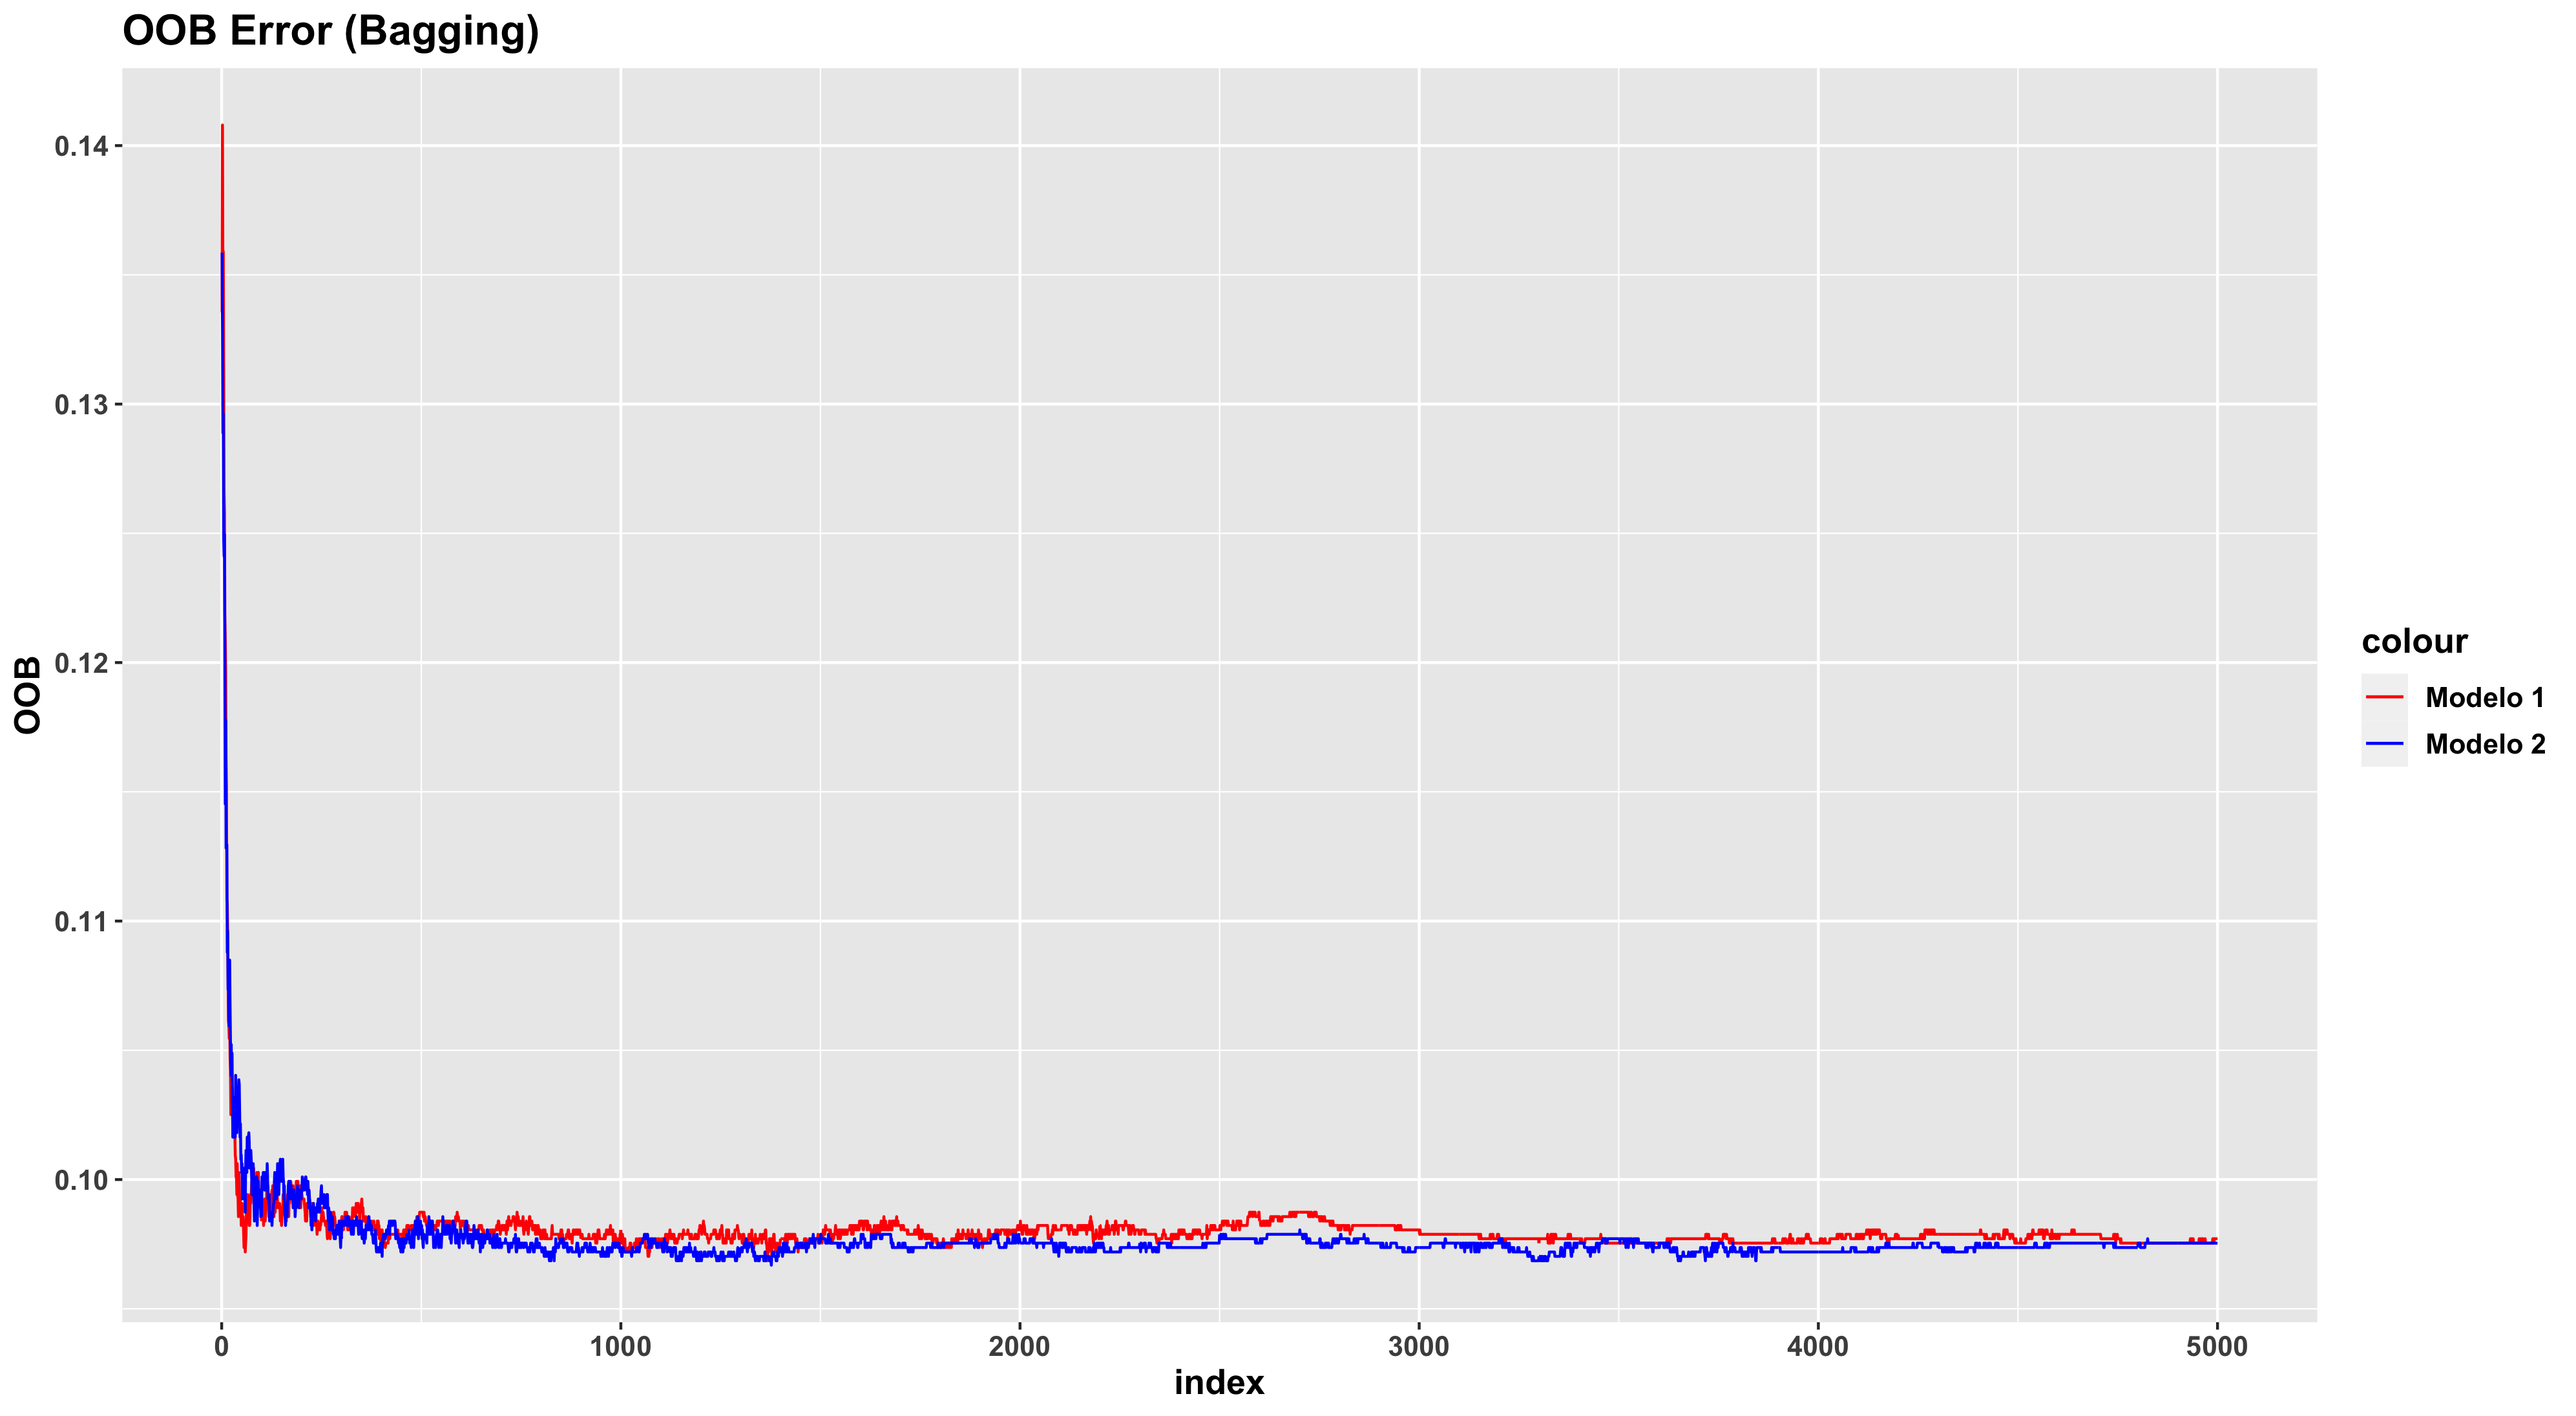 OOB Error (Bagging)
0.14
0.13
0.12
0.11
0.10
OOB
0
1000
2000
3000
4000
5000
index
colour
Modelo 1
Modelo 2